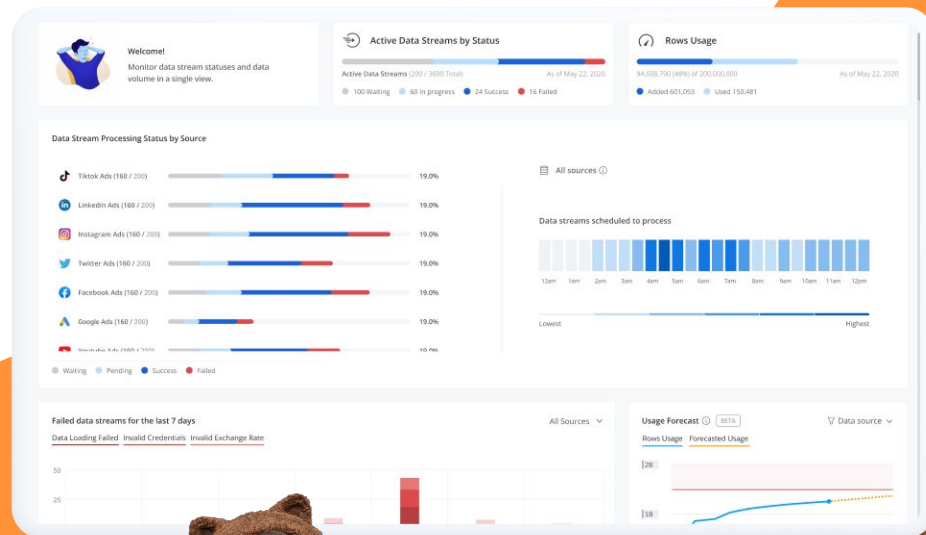 Welcome!
Monitor data stream statuses and data
volume in a single view.
Active Data Streams by Status
Active Data Streams (200 / 3600 Total) As of May 22, 2020
100 Waiting 60 in progress 24 Success 16 Failed
Rows Usage
94,608,790 (48%) of 200,000,000 As of May 22, 2020
Added 601,053 Used 150,481
Data Stream Processing Status by Source
Tiktok Ads (160 / 200) 19.0%
Linkedin Ads (160 / 200) 19.0%
Instagram Ads (160 / 200) 19.0%
Twitter Ads (160 / 200) 19.0%
Facebook Ads (160 / 200) 19.0%
Google Ads (160 / 200) 19.0%
Youtube Ads (160 / 200) 19.0%
Waiting Pending Success Failed
All sources
Data streams scheduled to process
12am 1am 2am 3am 4am 5am 6am 7am 8am 9am 10am 11am 12pm
Lowest Highest
Failed data streams for the last 7 days All Sources
Data Loading Failed Invalid Credentials Invalid Exchange Rate
50
25
Usage Forecast BETA Data source
Rows Usage Forecasted Usage